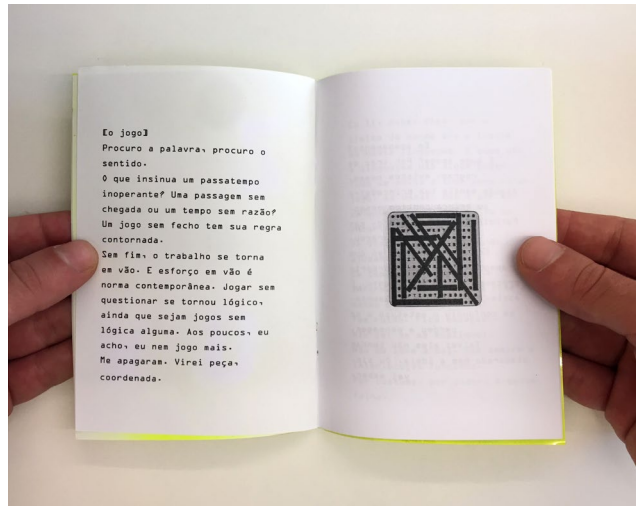 [o jogo]
Procuro a palavra, procuro o
sentido.
O que insinua um passatempo
inoperante? Uma passagem sem
chegada ou um tempo sem razão?
Um jogo sem fecho tem sua regra
contornada.
Sem fim, o trabalho se torna
em vão. E esforço em vão é
norma contemporânea. Jogar sem
questionar se tornou lógico,
ainda que sejam jogos sem
lógica alguma. Aos poucos, eu
acho, eu nem jogo mais.
Me apagaram. Virei peça,
coordenada.